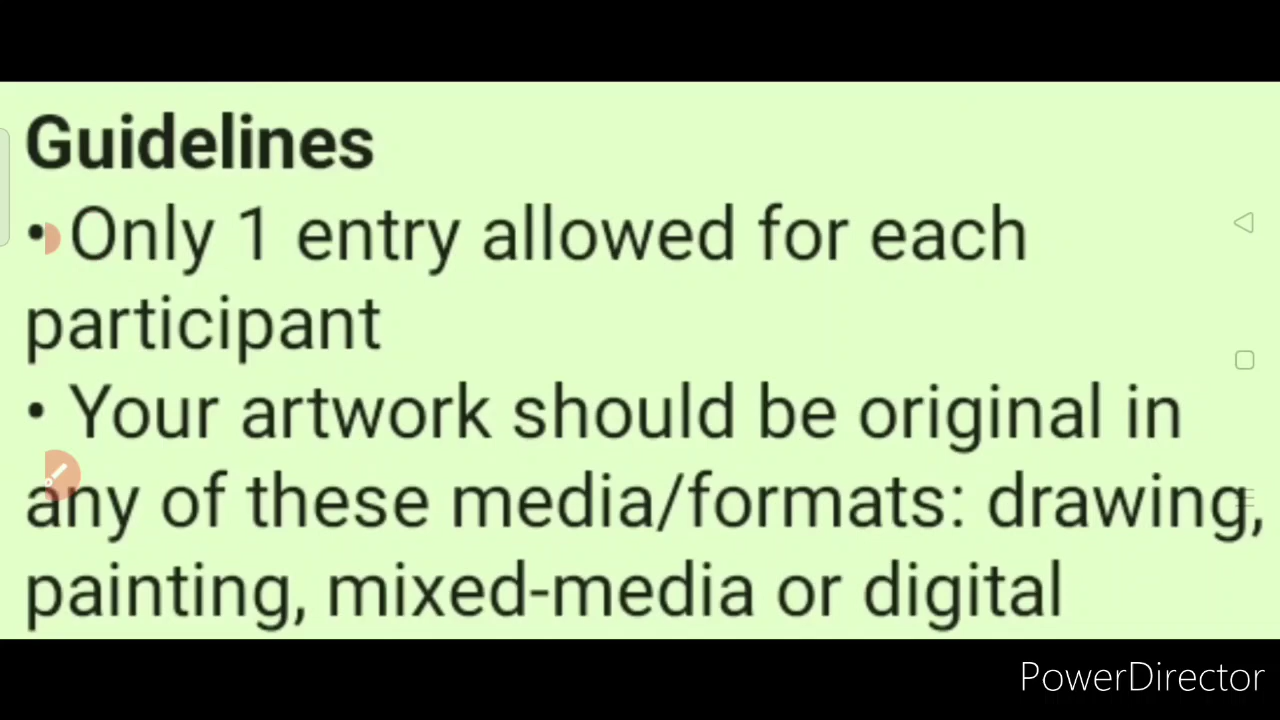 Guidelines
• Only 1 entry allowed for each
participant
• Your artwork should be original in
any of these media/formats: drawing,
painting, mixed-media or digital
PowerDirector